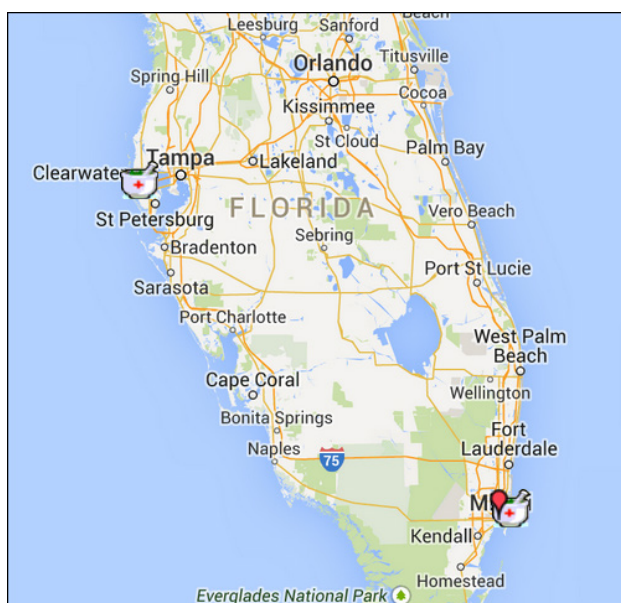 Beach
Leesburg
Sanford
Orlando
Titusville
Spring Hill
Kissimmee
Cocoa
St Cloud
Clearwater
Tampa
Lakeland
Palm Bay
St Petersburg
FLORIDA
Vero Beach
Bradenton
Sebring
Sarasota
Port St Lucie
Port Charlotte
West Palm
Beach
Cape Coral
Wellington
Bonita Springs
Fort
Lauderdale
Naples
75
Kendall
Homestead
Everglades National Park